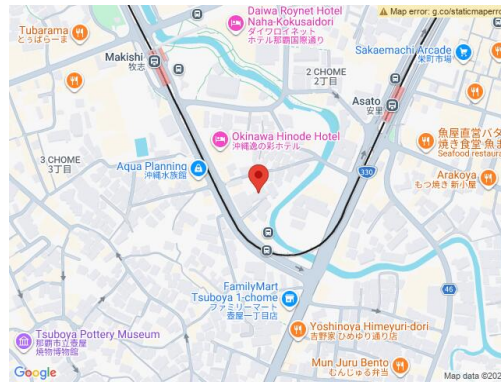 Daiwa Roynet Hotel
Naha-Kokusaidori
ダイワロイネット
ホテル那覇国際通り
Map error: g.co/staticmaperro
Tubarama
とぅばらーま
Makishi
牧志
Sakaemachi Arcade
栄町市場
2 CHOME
2丁目
Asato
安里
Okinawa Hinode Hotel
沖縄逸の彩ホテル
魚屋直営バタ
焼き食堂·魚ま
Seafood restaura
3 CHOME
3丁目
Aqua Planning
沖縄水族館
330
Arakoya
もつ焼き 新小屋
FamilyMart
Tsuboya 1-chome
ファミリーマート
壺屋一丁目店
46
Tsuboya Pottery Museum
那覇市立壺屋
焼物博物館
Yoshinoya Himeyuri-dori
吉野家 ひめゆり通り店
Mun Juru Bento
むんじゅる弁当
Google
Map data ©202